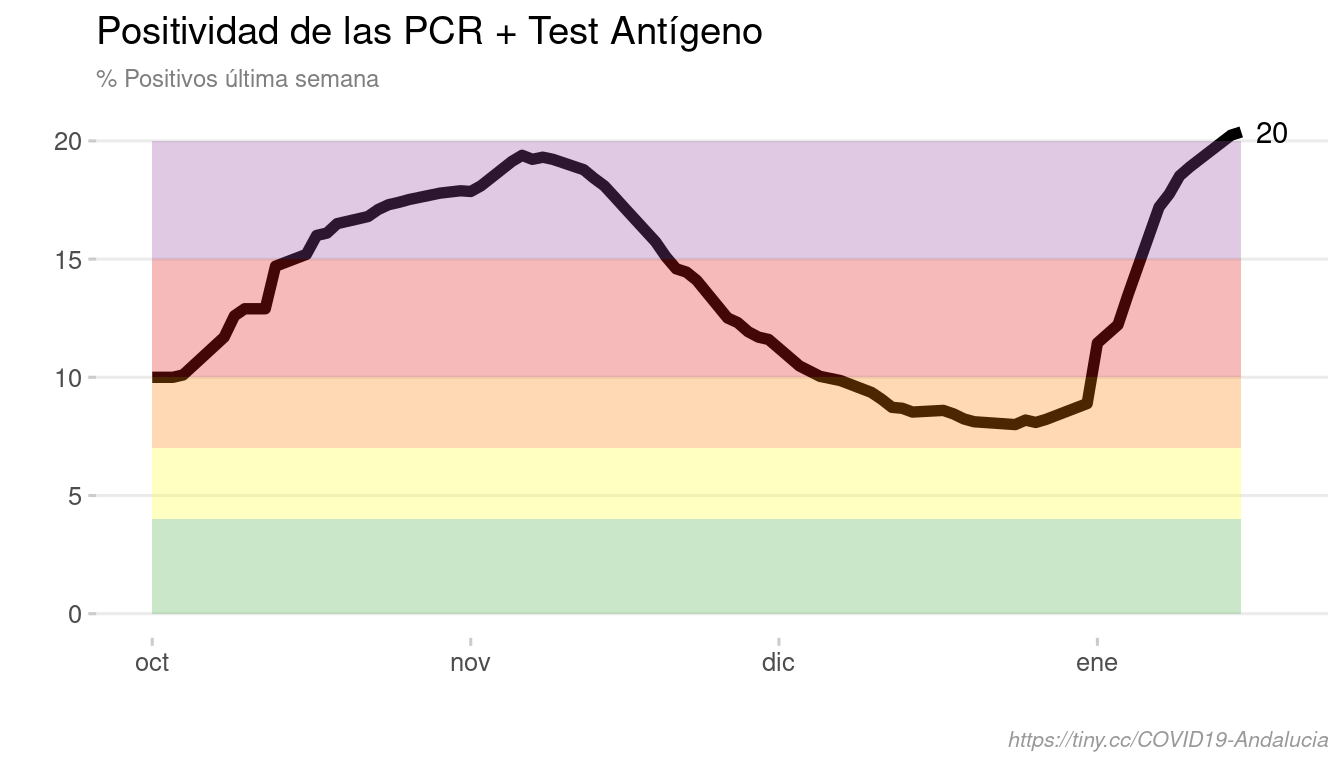 Positividad de las PCR + Test Antígeno
% Positivos última semana
20
20
15
10
5
0
oct nov dic ene
https://tiny.cc/COVID19-Andalucia